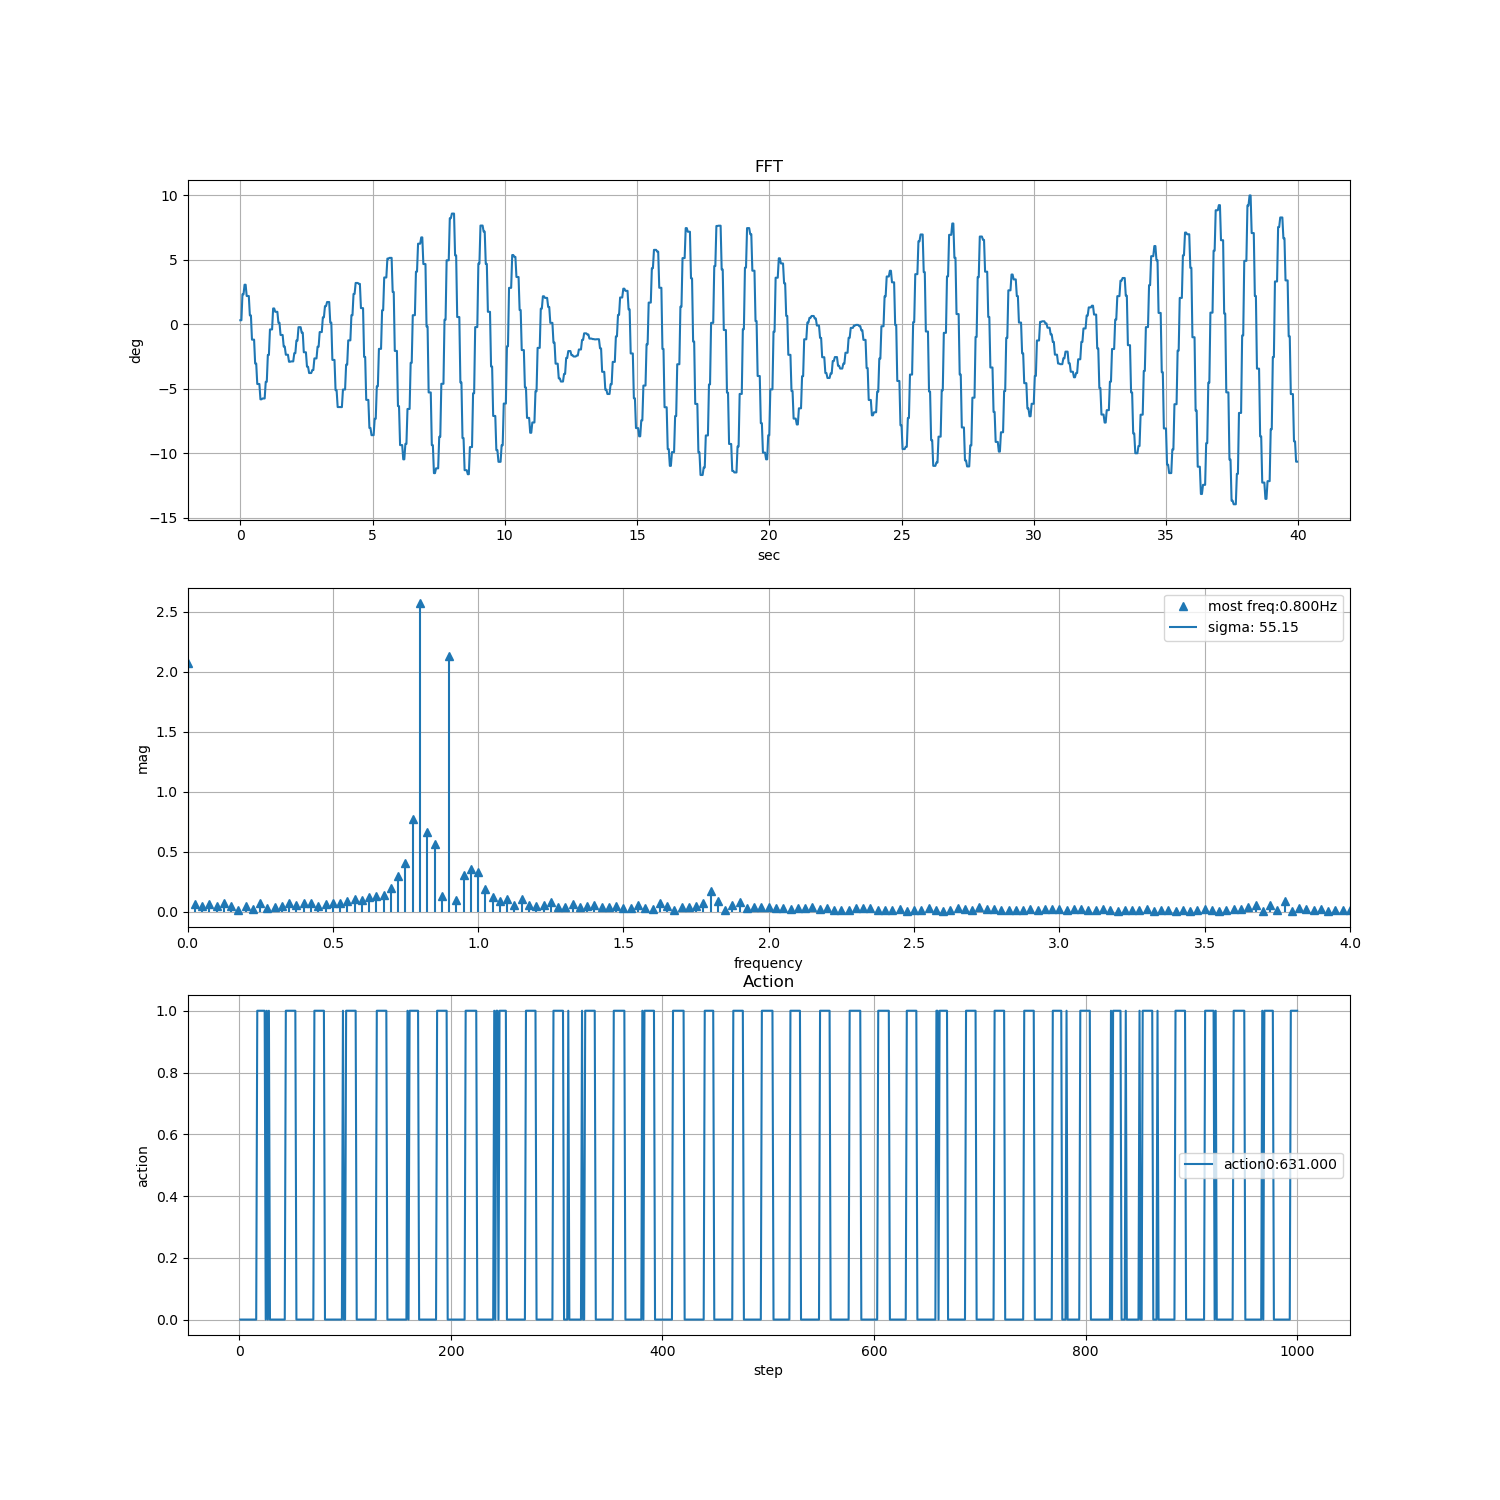 FFT
10
5
0
−5
−10
−15
deg
0 5 10 15 20 25 30 35 40
sec
2.5
2.0
1.5
1.0
0.5
0.0
mag
most freq:0.800Hz
sigma: 55.15
0.0 0.5 1.0 1.5 2.0 2.5 3.0 3.5 4.0
frequency
Action
1.0
0.8
0.6
0.4
0.2
0.0
action
action0:631.000
0 200 400 600 800 1000
step